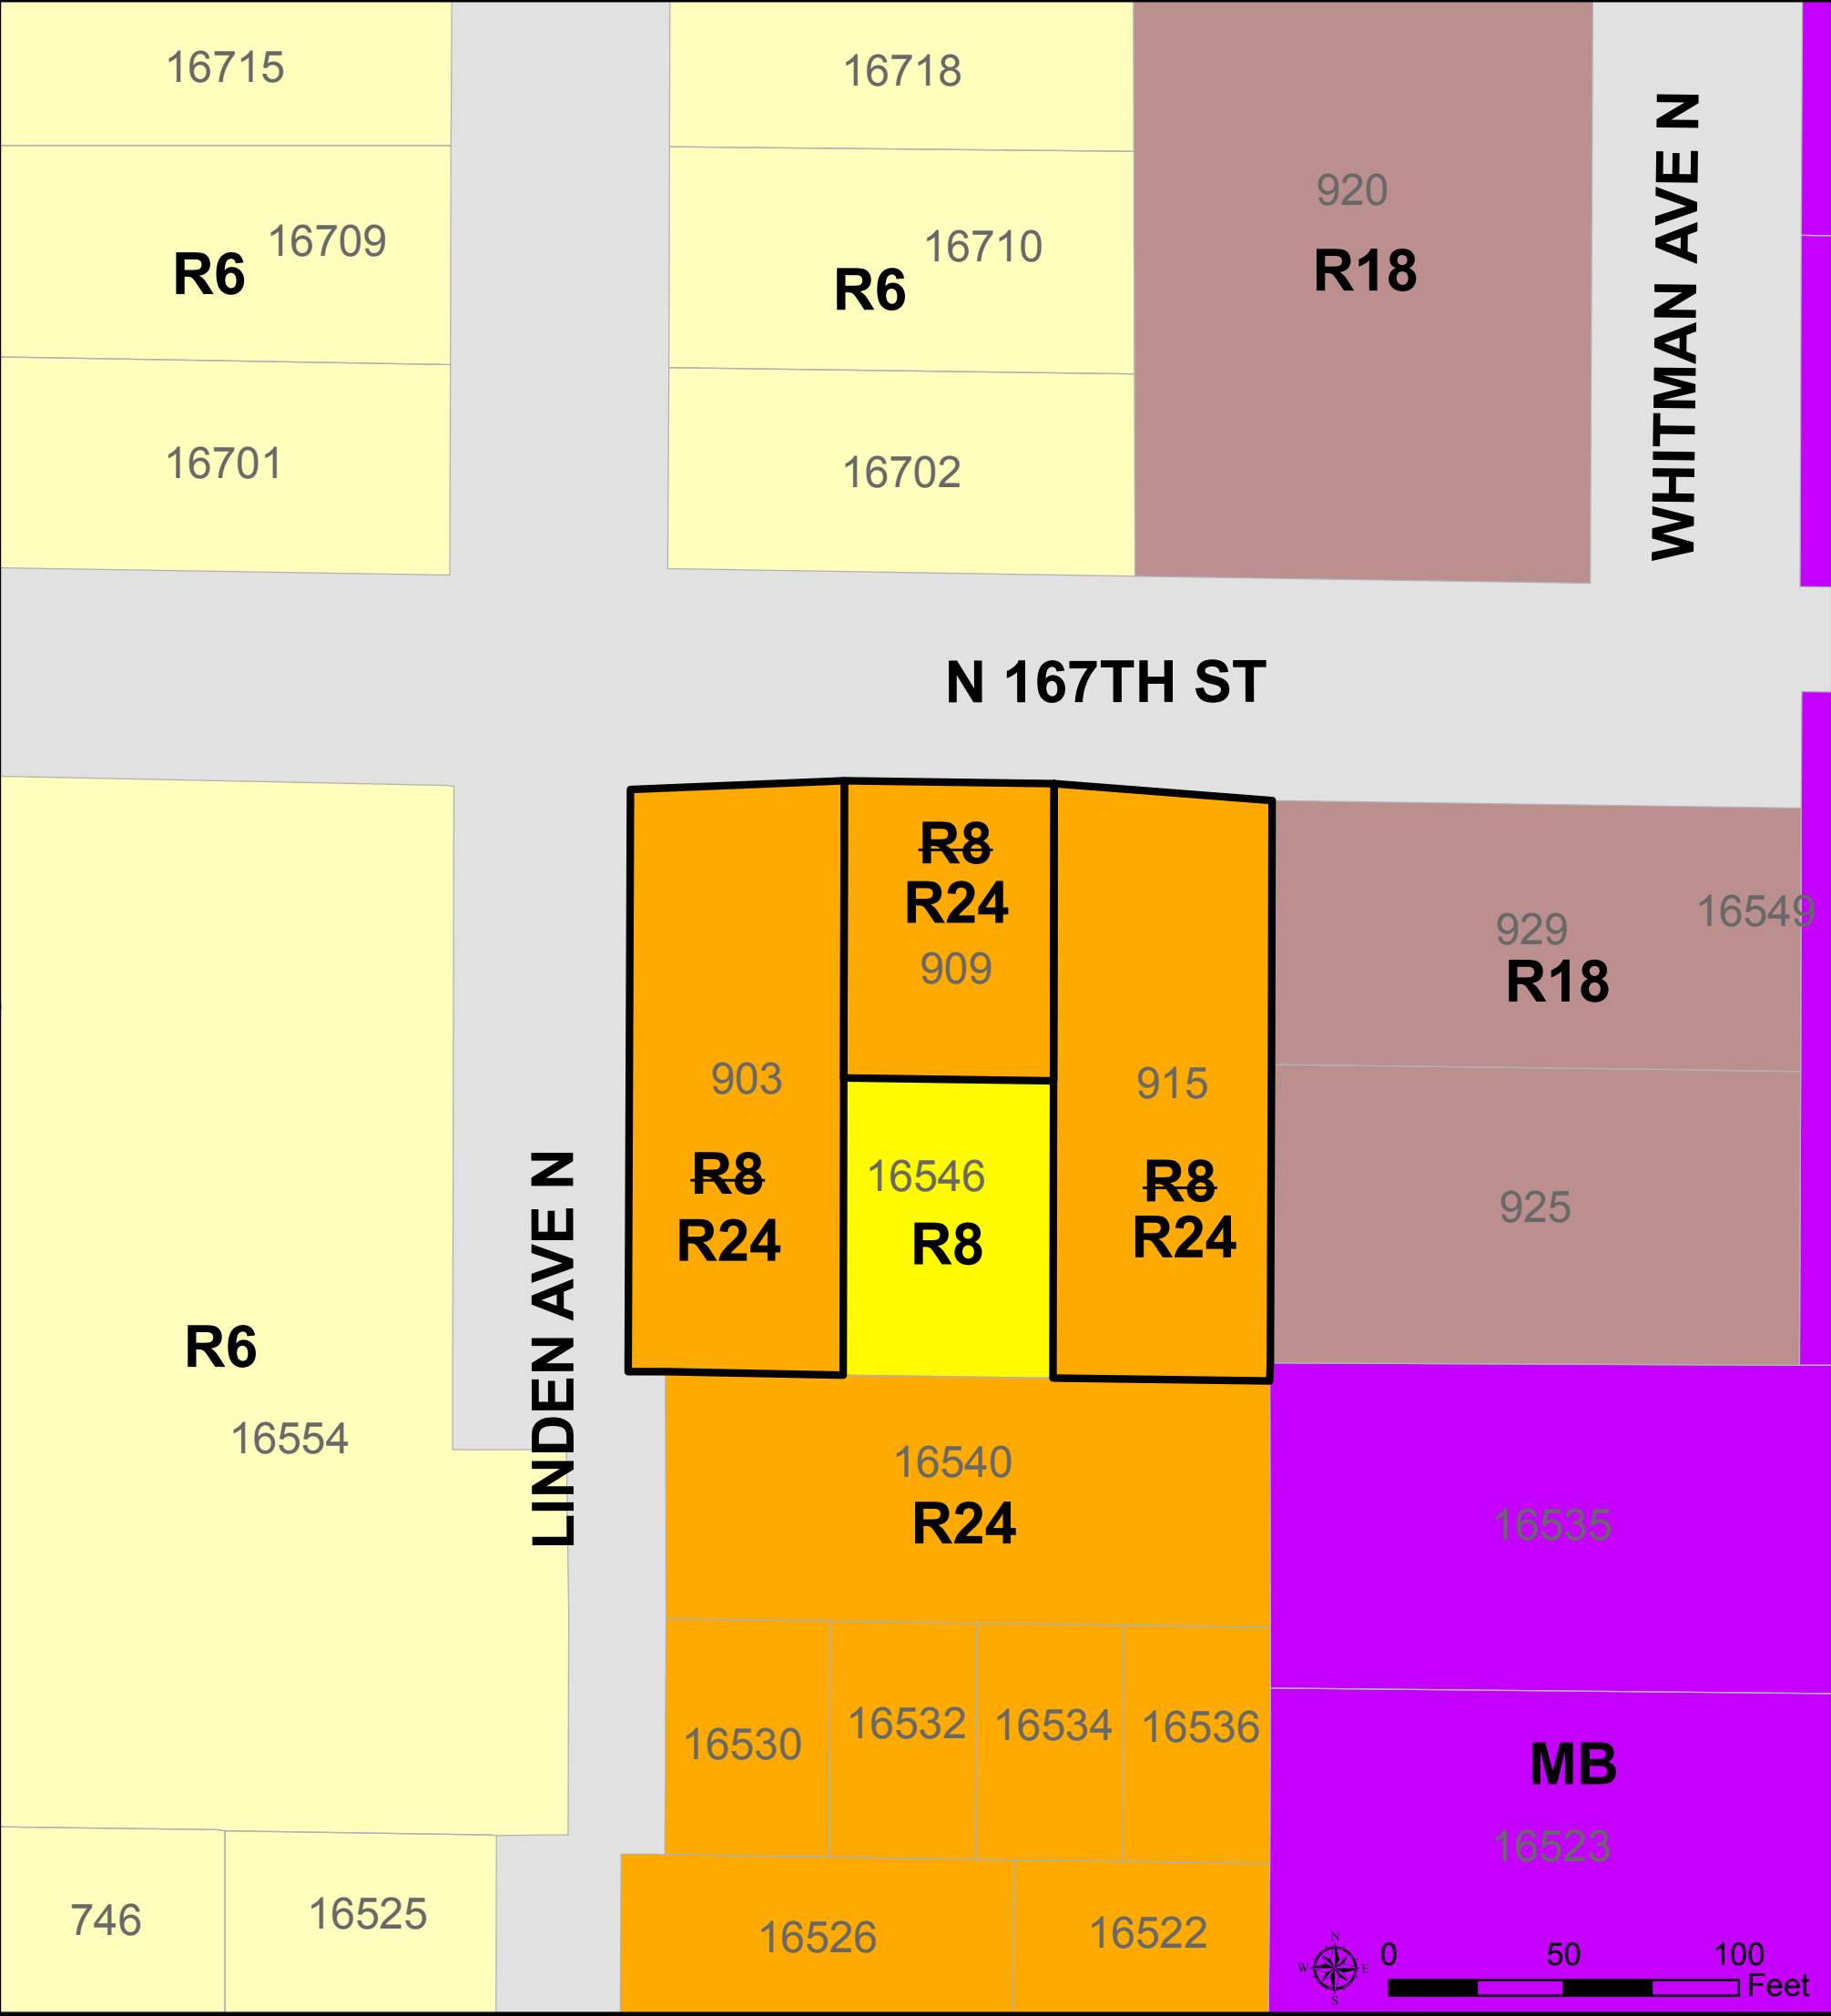 16715
16718
920
R18
WHITMAN AVE N
16709
R6
16710
R6
16701
16702
N 167TH ST
R8
R24
909
903
R8
R24
915
R8
R24
16546
R8
929
16549
R18
925
LINDEN AVE N
R6
16554
16540
R24
16535
16530
16532
16534
16536
MB
16523
746
16525
16526
16522
N
W E
S
0 50 100
Feet